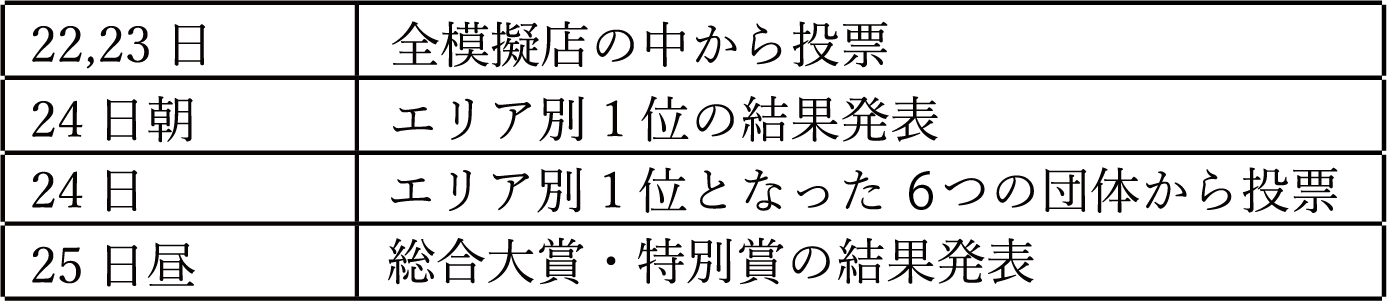 22,23 日 全模擬店の中から投票
24 日朝 エリア別 1 位の結果発表
24 日 エリア別 1 位となった 6つの団体から投票
25 日昼 総合大賞・特別賞の結果発表